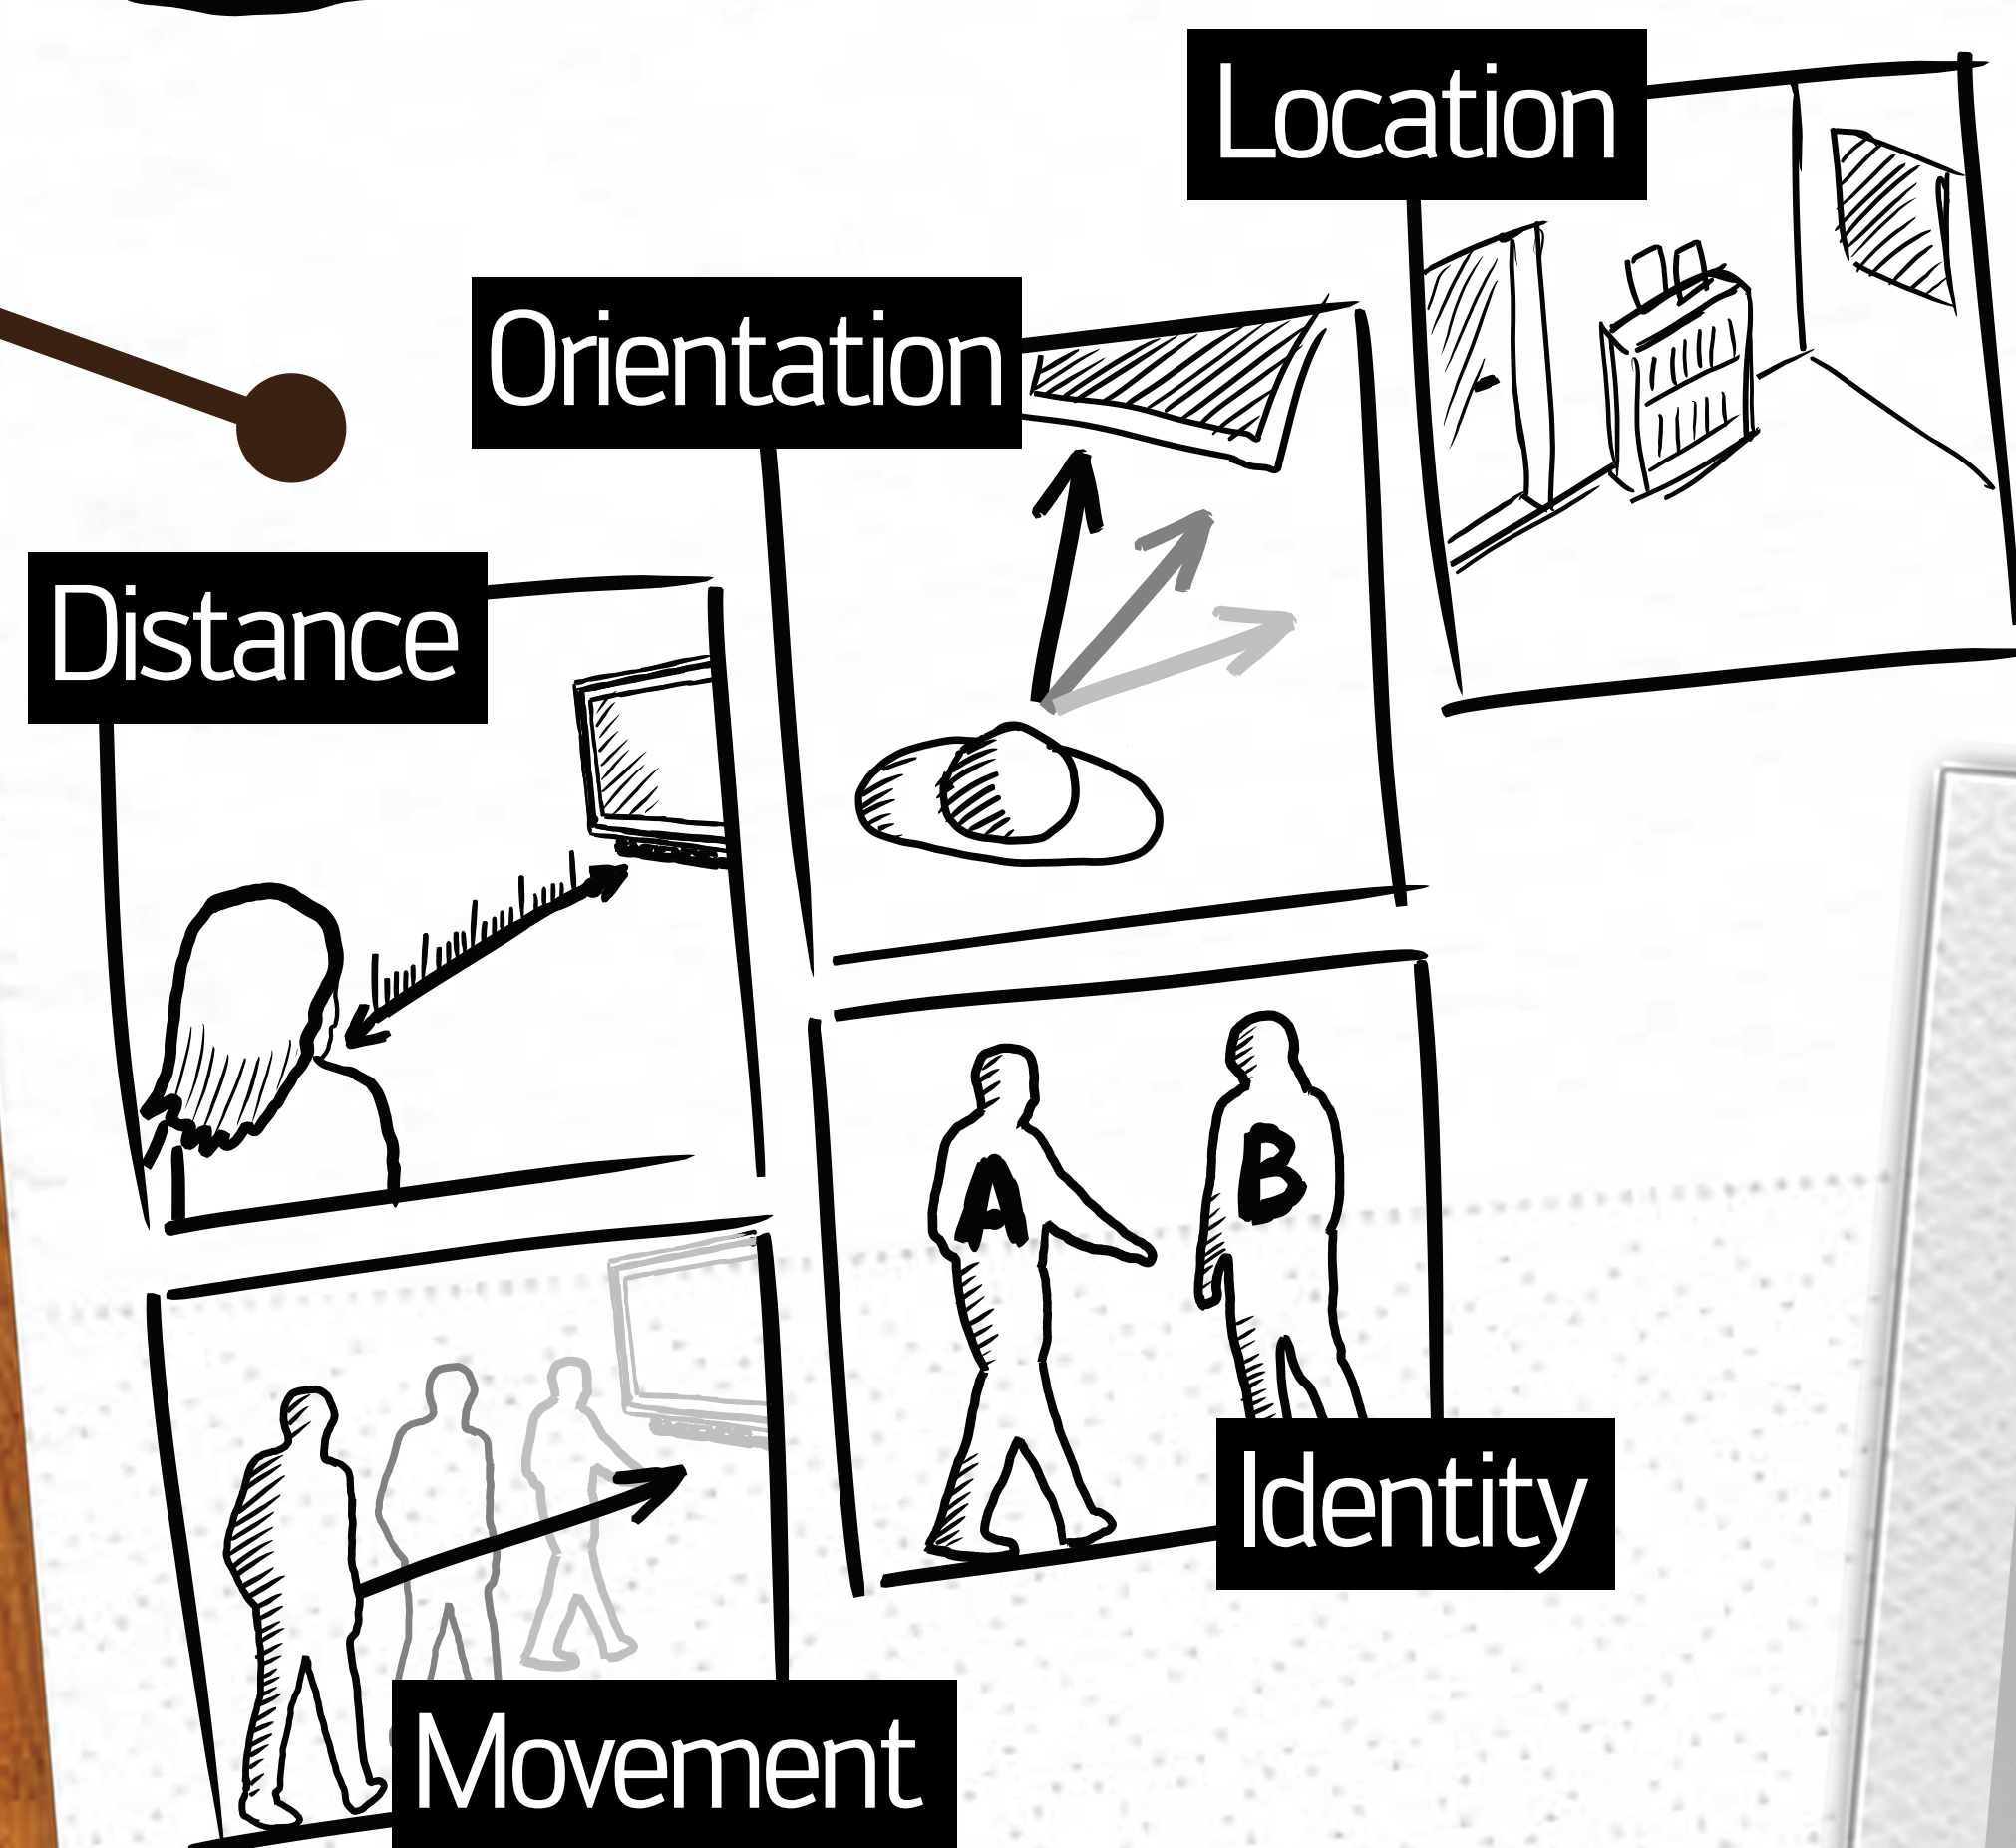 Location
Orientation
Distance
A
B
Identity
Movement